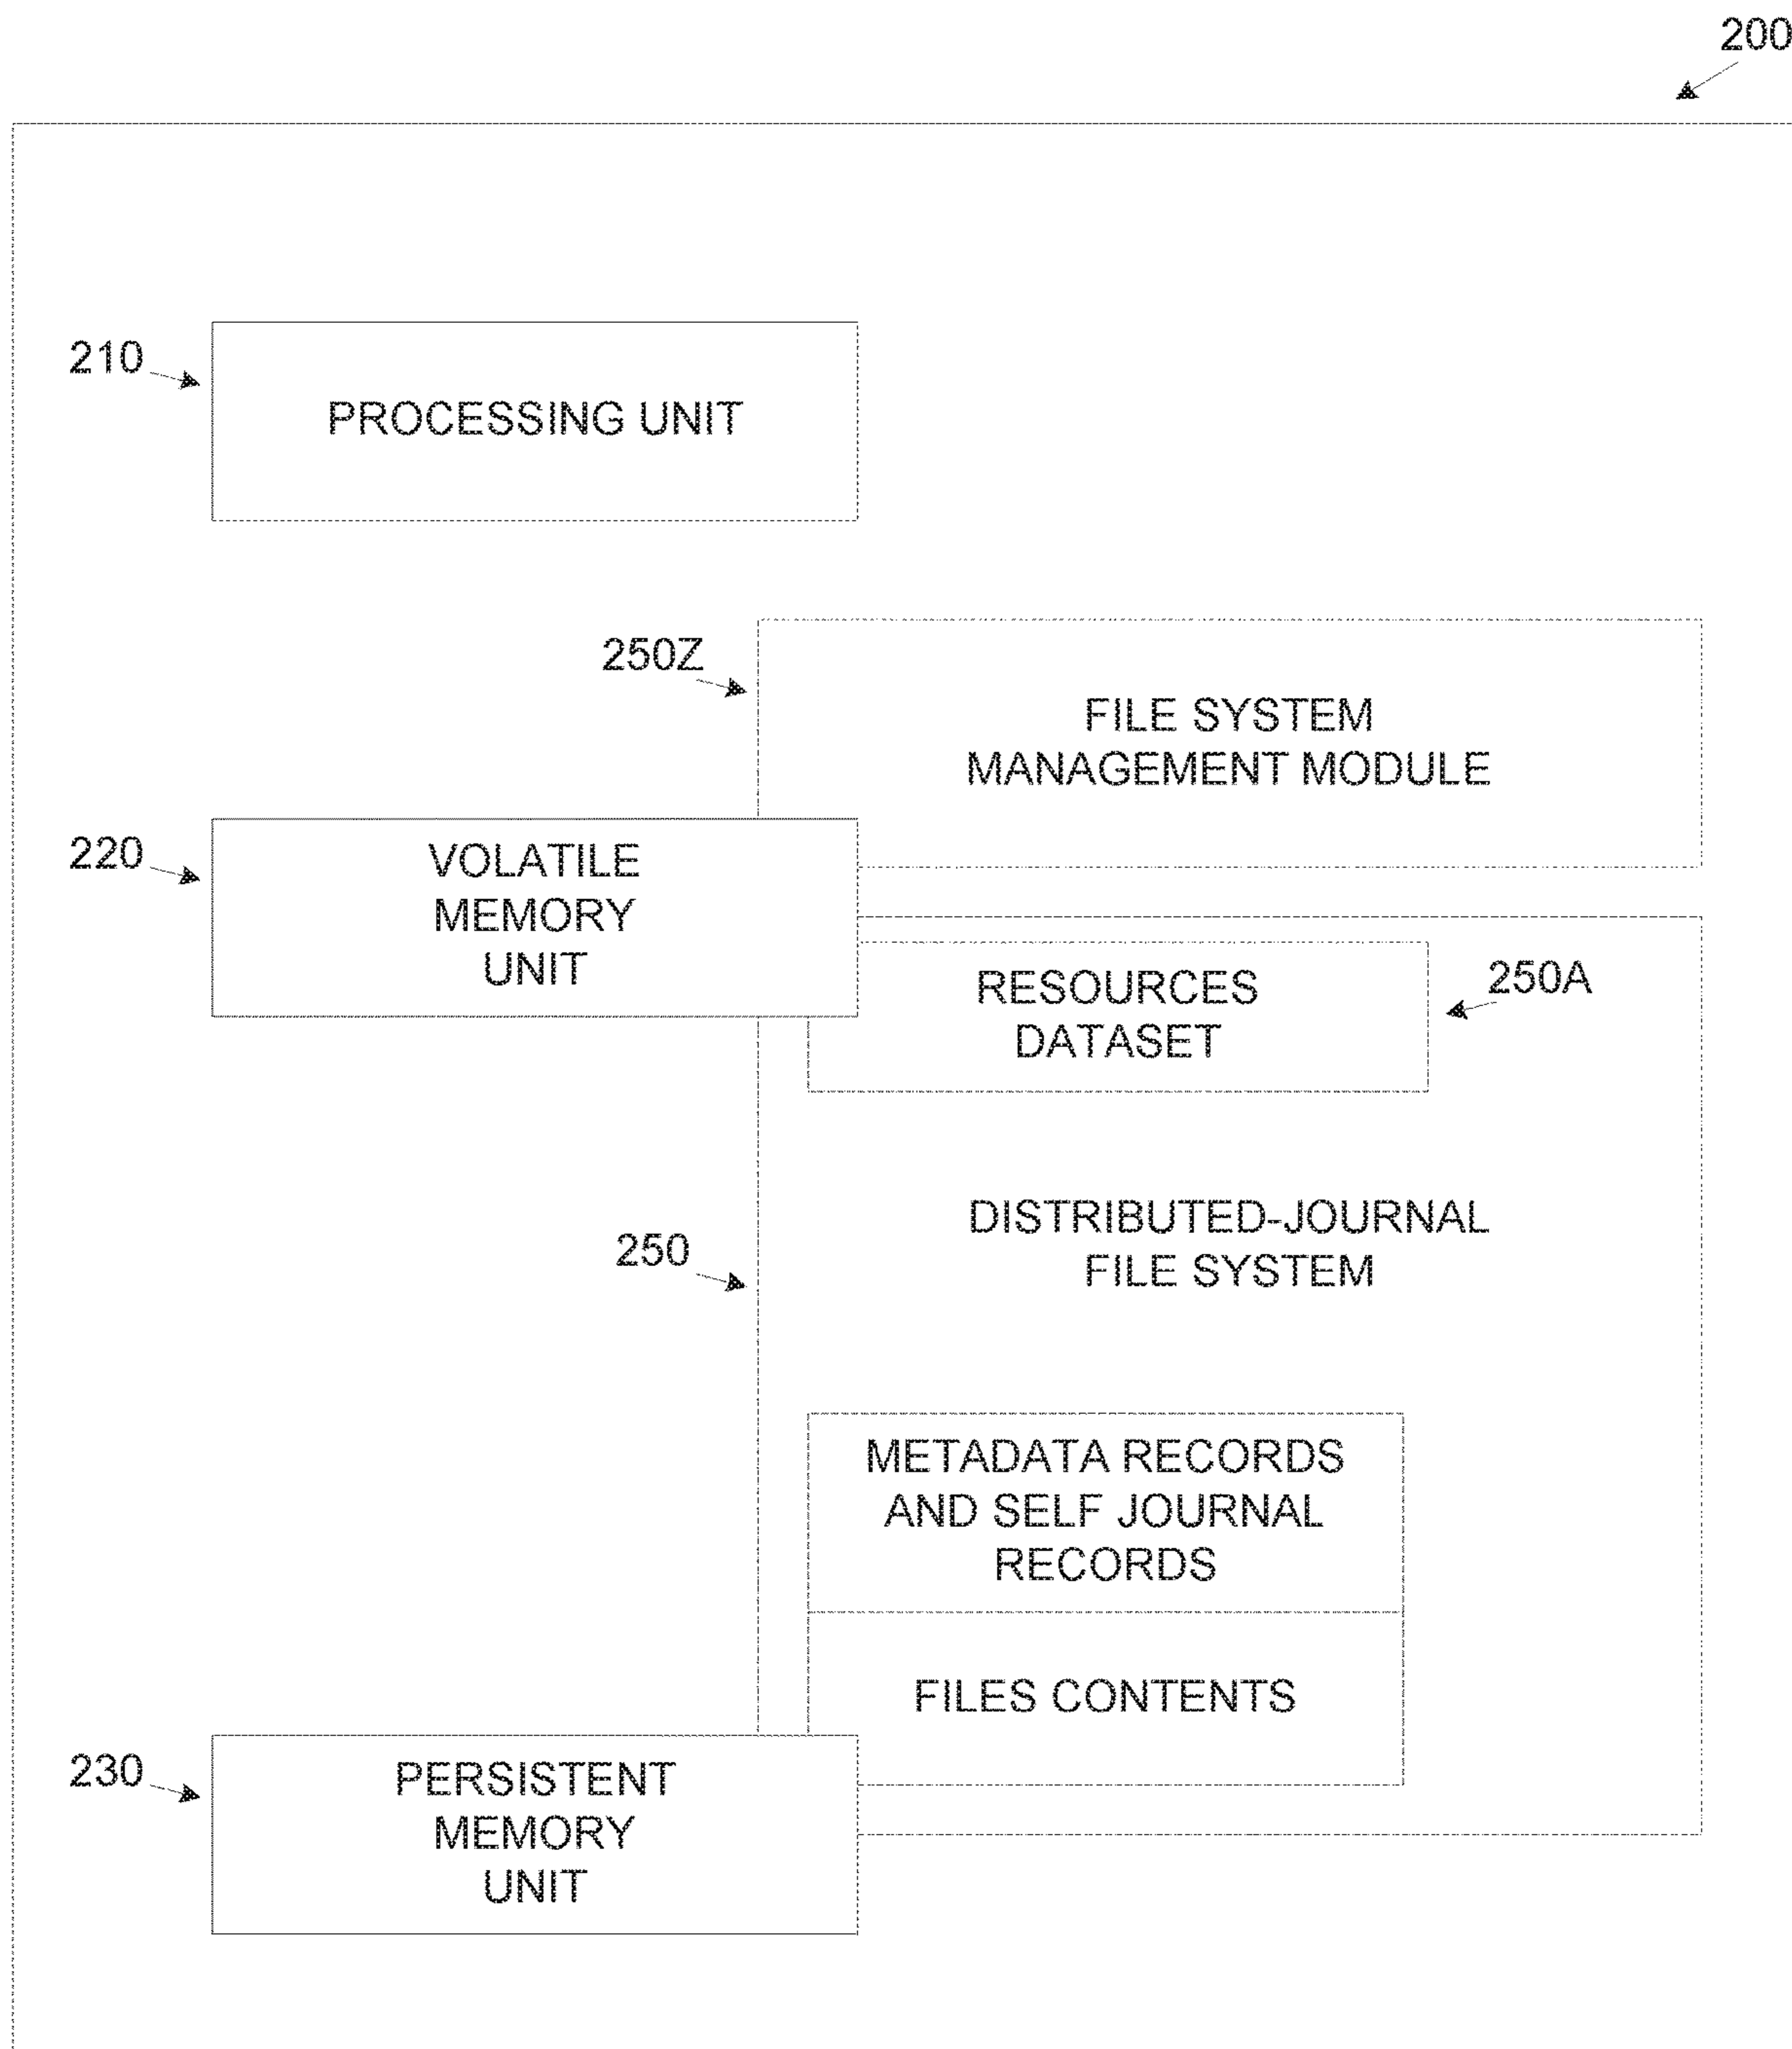 200
210
PROCESSING UNIT
250Z
FILE SYSTEM
MANAGEMENT MODULE
220
VOLATILE
MEMORY
UNIT
RESOURCES
DATASET
250A
DISTRIBUTED-JOURNAL
FILE SYSTEM
250
METADATA RECORDS
AND SELF JOURNAL
RECORDS
FILES CONTENTS
230
PERSISTENT
MEMORY
UNIT